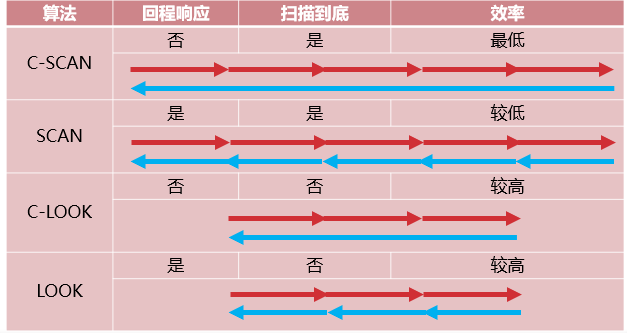 算法 回程响应 扫描到底 效率
C-SCAN 否 是 最低
SCAN 是 是 较低
C-LOOK 否 否 较高
LOOK 是 否 较高